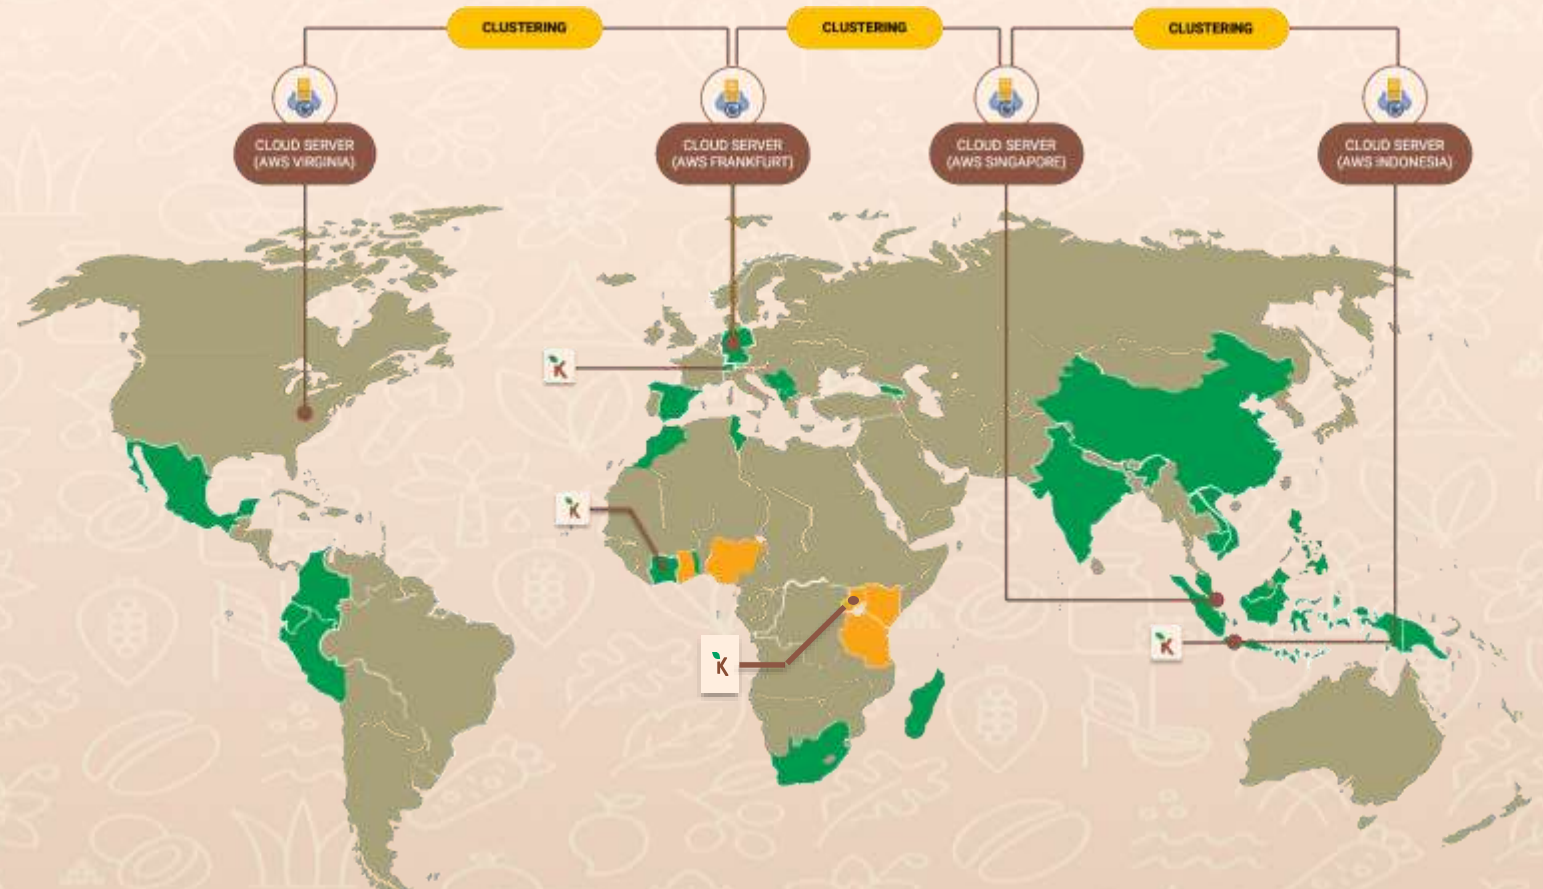 CLUSTERING
CLUSTERING
CLUSTERING
CLOUD SERVER
(AWS VIRGINIA)
CLOUD SERVER
(AWS FRANKFURT)
CLOUD SERVER
(AWS SINGAPORE)
CLOUD SERVER
(AWS INDONESIA)
K
K
K
K